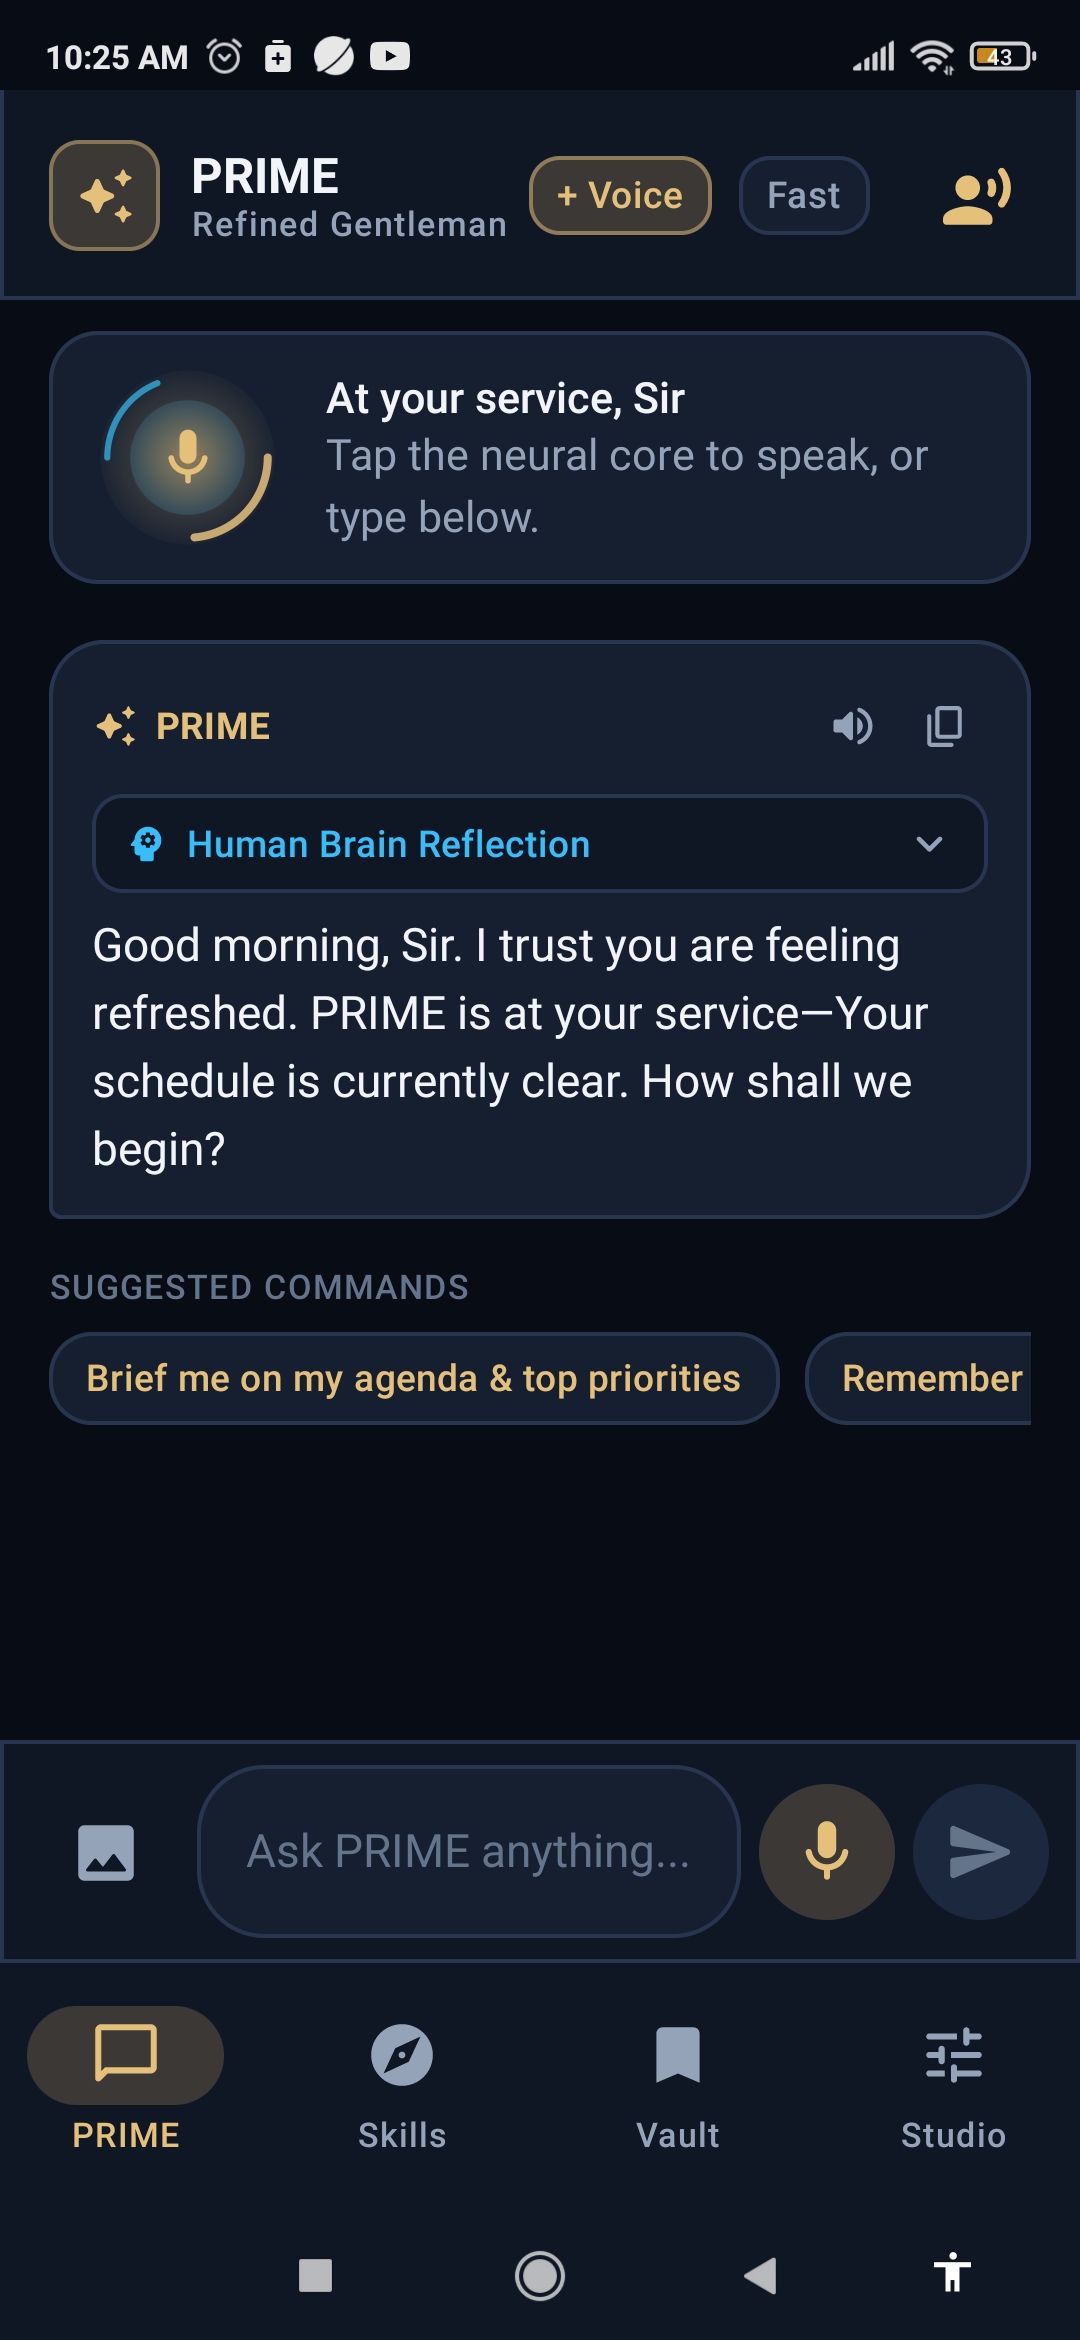 10:25 AM
43
PRIME
Refined Gentleman
+ Voice
Fast
At your service, Sir
Tap the neural core to speak, or
type below.
PRIME
Human Brain Reflection
Good morning, Sir. I trust you are feeling
refreshed. PRIME is at your service—Your
schedule is currently clear. How shall we
begin?
SUGGESTED COMMANDS
Brief me on my agenda & top priorities
Remember
Ask PRIME anything...
PRIME
Skills
Vault
Studio